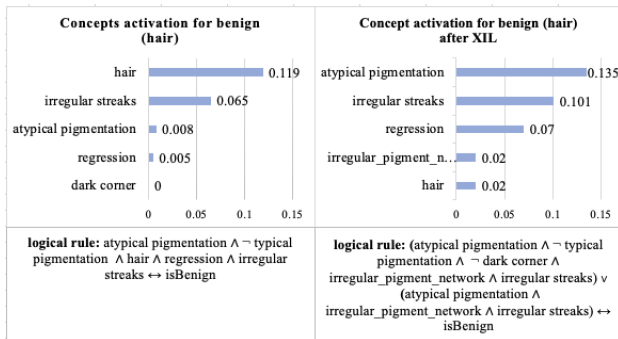 Concepts activation for benign
(hair)
hair
0.119
irregular streaks
0.065
atypical pigmentation
0.008
regression
0.005
dark corner
0
0 0.05 0.1 0.15
logical rule: atypical pigmentation ∧ ¬ typical
pigmentation ∧ hair ∧ regression ∧ irregular
streaks ↔ isBenign
Concept activation for benign (hair)
after XIL
atypical pigmentation
0.135
irregular streaks
0.101
regression
0.07
irregular_pigment_n...
0.02
hair
0.02
0 0.05 0.1 0.15
logical rule: (atypical pigmentation ∧ ¬ typical
pigmentation ∧ ¬ dark corner ∧
irregular_pigment_network ∧ irregular streaks) ∨
(atypical pigmentation ∧
irregular_pigment_network ∧ irregular streaks) ↔
isBenign